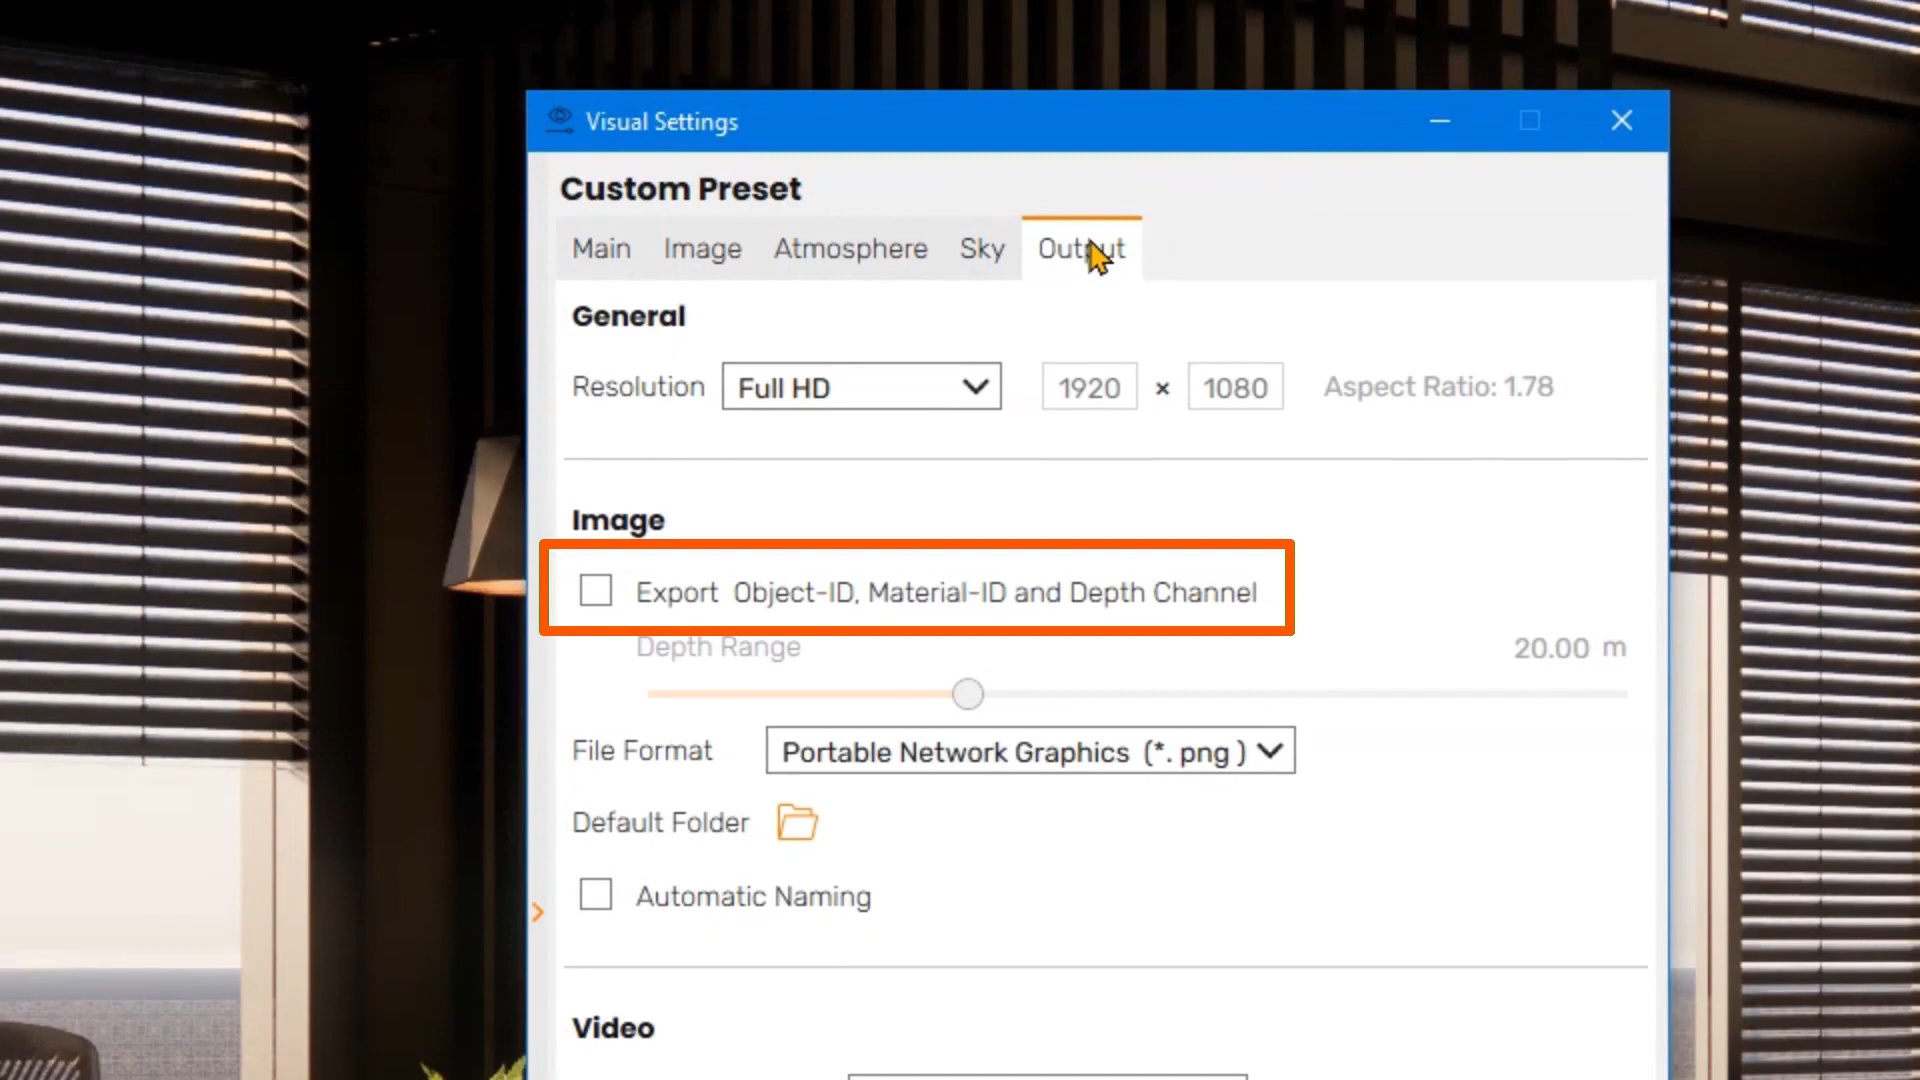 Visual Settings
Custom Preset
Main Image Atmosphere Sky Output
General
Resolution Full HD 1920 × 1080 Aspect Ratio: 1.78
Image
Export Object-ID, Material-ID and Depth Channel
Depth Range 20.00 m
File Format Portable Network Graphics (*. png )
Default Folder
Automatic Naming
Video